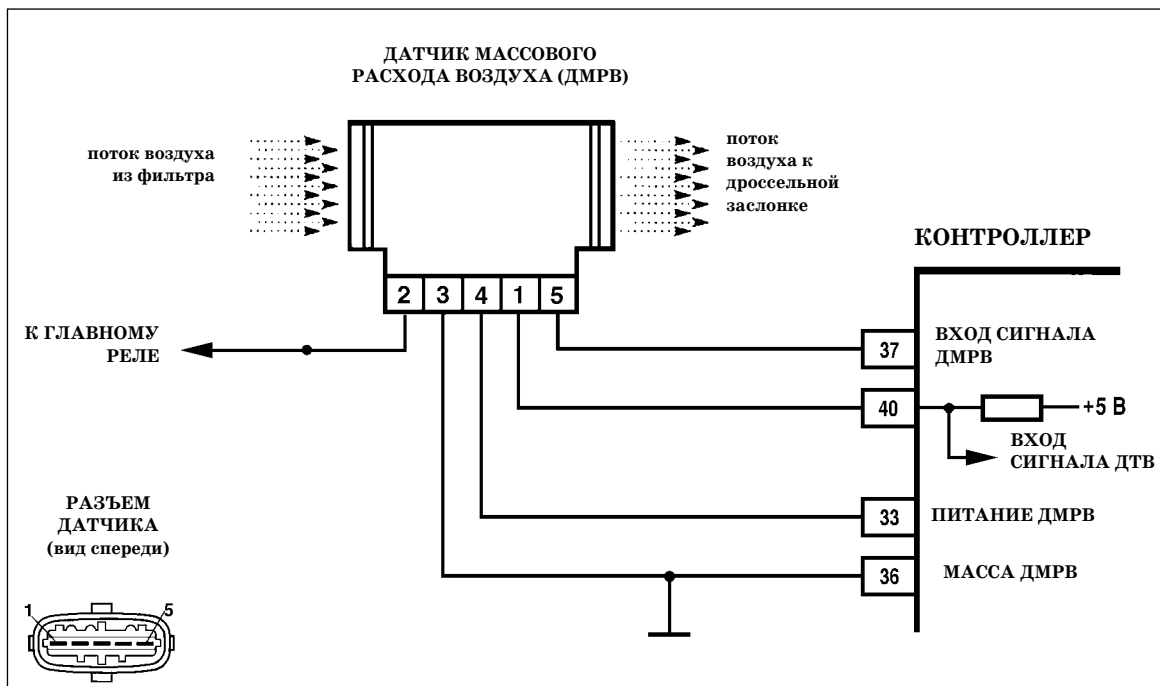 ДАТЧИК МАССОВОГО
РАСХОДА ВОЗДУХА (ДМРВ)
поток воздуха
из фильтра
поток
воздуха к
дроссельной
заслонке
КОНТРОЛЛЕР
2 3 4 1 5
К ГЛАВНОМУ
РЕЛЕ
37
ВХОД СИГНАЛА
ДМРВ
40
+5 В
ВХОД
СИГНАЛА ДТВ
33
ПИТАНИЕ ДМРВ
36
МАССА ДМРВ
РАЗЪЕМ
ДАТЧИКА
(вид спереди)
1 5